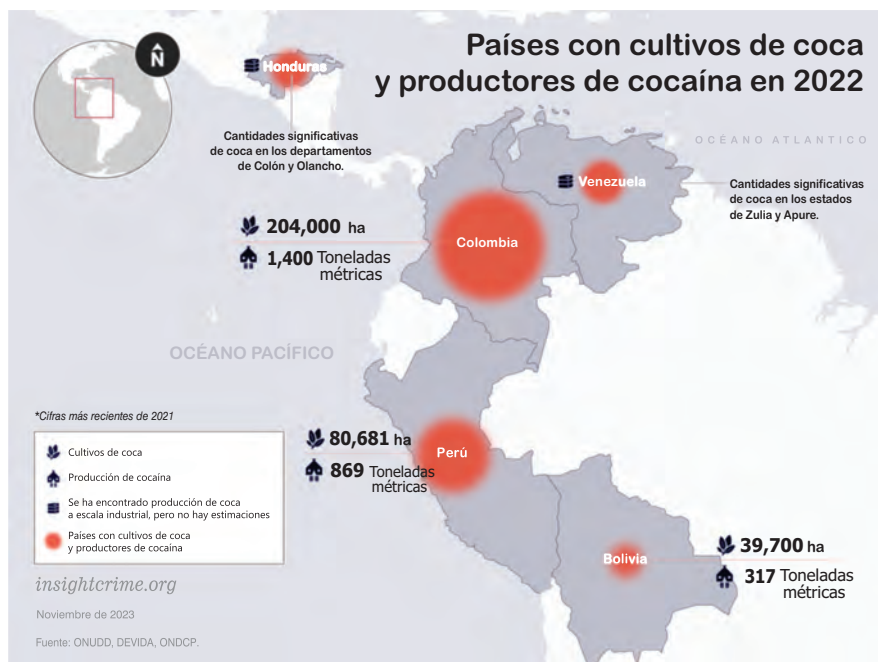 Países con cultivos de coca
y productores de cocaína en 2022
N
Honduras
Cantidades significativas
de coca en los departamentos
de Colón y Olancho.
OCÉANO ATLANTICO
Venezuela
Cantidades significativas
de coca en los estados
de Zulia y Apure.
204,000 ha
1,400 Toneladas
métricas
Colombia
OCÉANO PACÍFICO
80,681 ha
869 Toneladas
métricas
Perú
Bolivia
39,700 ha
317 Toneladas
métricas
*Cifras más recientes de 2021
Cultivos de coca
Producción de cocaína
Se ha encontrado producción de coca
a escala industrial, pero no hay estimaciones
Países con cultivos de coca
y productores de cocaína
insightcrime.org
Noviembre de 2023
Fuente: ONUDD, DEVIDA, ONDCP.